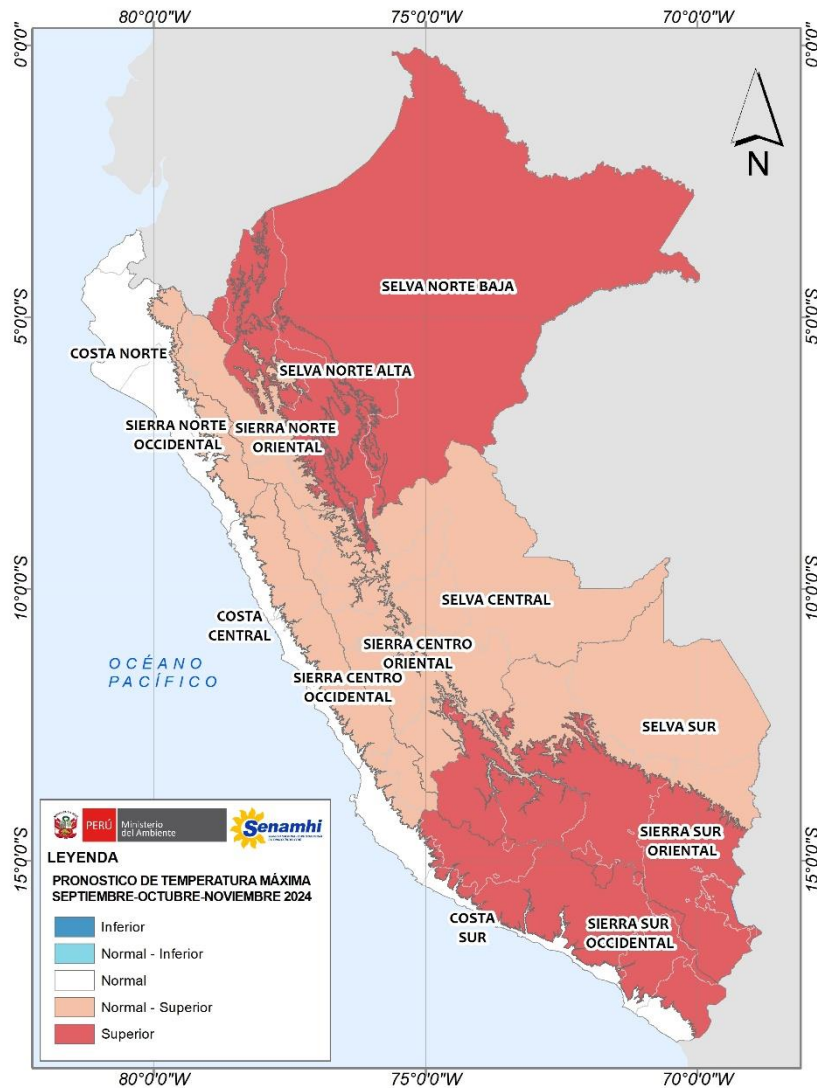 80°0'0"W 75°0'0"W 70°0'0"W
0°0'0" 0°0'0"
N
SELVA NORTE BAJA
5°0'0"S 5°0'0"S
COSTA NORTE
SELVA NORTE ALTA
SIERRA NORTE
OCCIDENTAL
SIERRA NORTE
ORIENTAL
10°0'0"S 10°0'0"S
SELVA CENTRAL
COSTA
CENTRAL
SIERRA CENTRO
ORIENTAL
OCÉANO
PACÍFICO
SIERRA CENTRO
OCCIDENTAL
SELVA SUR
PERÚ
Ministerio
del Ambiente
Senamhi
15°0'0"S 15°0'0"S
SIERRA SUR
ORIENTAL
COSTA
SUR
SIERRA SUR
OCCIDENTAL
LEYENDA
PRONOSTICO DE TEMPERATURA MÁXIMA
SEPTIEMBRE-OCTUBRE-NOVIEMBRE 2024
Inferior
Normal - Inferior
Normal
Normal - Superior
Superior
80°0'0"W 75°0'0"W 70°0'0"W